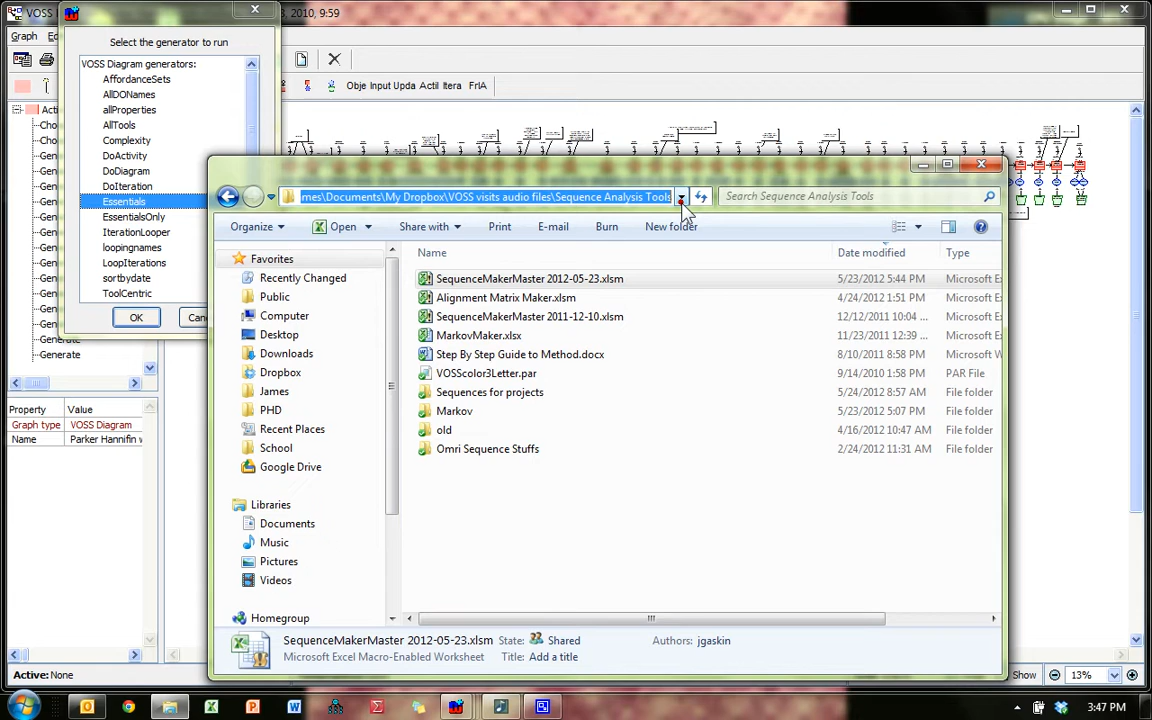 VOSS
, 2010, 9:59
Graph
Select the generator to run
VOSS Diagram generators:
AffordanceSets
AllDONames
allProperties
AllTools
Complexity
DoActivity
DoDiagram
DoIteration
Essentials
EssentialsOnly
IterationLooper
loopingnames
LoopIterations
sortbydate
ToolCentric
OK
Obje Input Upda Actil Itera FrIA
Generate
mes\Documents\My Dropbox\VOSS visits audio files\Sequence Analysis Tools
Search Sequence Analysis Tools
Organize Open Share with Print E-mail Burn New folder
Name Date modified Type
SequenceMakerMaster 2012-05-23.xlsm 5/23/2012 5:44 PM Microsoft E
Alignment Matrix Maker.xlsm 4/24/2012 1:51 PM Microsoft E
SequenceMakerMaster 2011-12-10.xlsm 12/12/2011 10:04 ... Microsoft E
MarkovMaker.xlsx 11/23/2011 12:39 ... Microsoft E
Step By Step Guide to Method.docx 8/10/2011 8:58 PM Microsoft W
VOSScolor3Letter.par 9/14/2010 1:58 PM PAR File
Sequences for projects 5/24/2012 8:57 AM File folder
Markov 5/23/2012 5:07 PM File folder
old 4/16/2012 10:47 AM File folder
Omri Sequence Stuffs 2/24/2012 11:31 AM File folder
Favorites
Recently Changed
Public
Computer
Desktop
Downloads
Dropbox
James
PHD
Recent Places
School
Google Drive
Libraries
Documents
Music
Pictures
Videos
Homegroup
Property Value
Graph type VOSS Diagram
Name Parker Hannifin
SequenceMakerMaster 2012-05-23.xlsm State: Shared Authors: jgaskin
Microsoft Excel Macro-Enabled Worksheet Title: Add a title
Active: None
Show 13%
3:47 PM